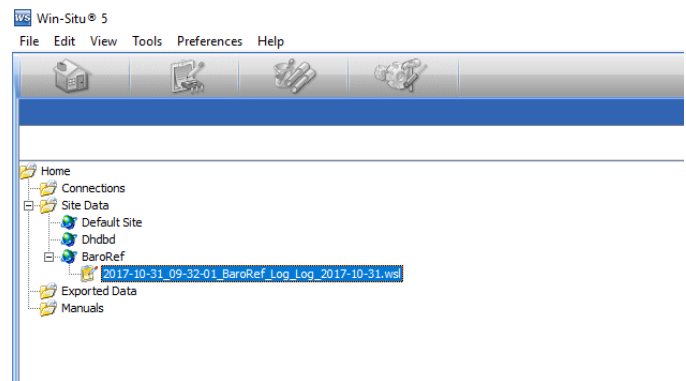 WS Win-Situ® 5
File Edit View Tools Preferences Help
Home
Connections
Site Data
Default Site
Dhdbd
BaroRef
2017-10-31_09-32-01_BaroRef_Log_Log_2017-10-31.wsl
Exported Data
Manuals